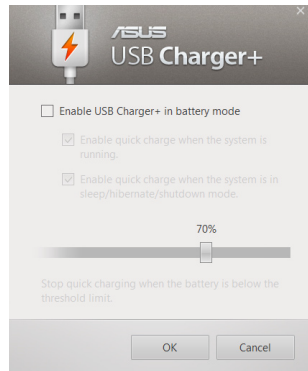 ASUS
USB Charger+
Enable USB Charger+ in battery mode
Enable quick charge when the system is
running.
Enable quick charge when the system is in
sleep/hibernate/shutdown mode.
70%
Stop quick charging when the battery is below the
threshold limit.
OK
Cancel